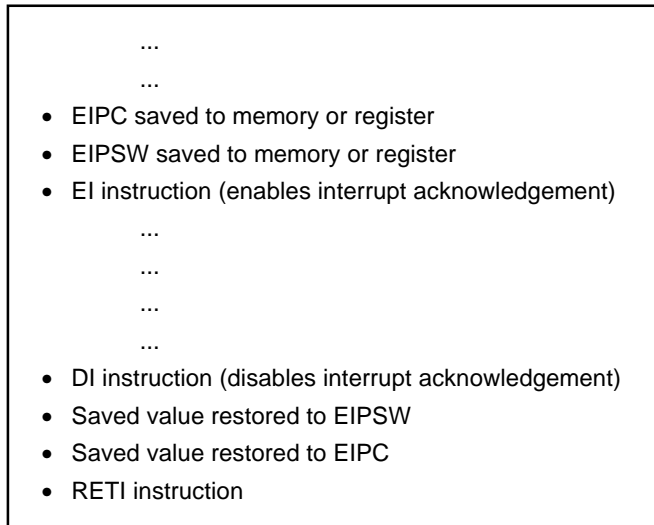 ...
...
• EIPC saved to memory or register
• EIPSW saved to memory or register
• EI instruction (enables interrupt acknowledgement)
...
...
...
...
• DI instruction (disables interrupt acknowledgement)
• Saved value restored to EIPSW
• Saved value restored to EIPC
• RETI instruction